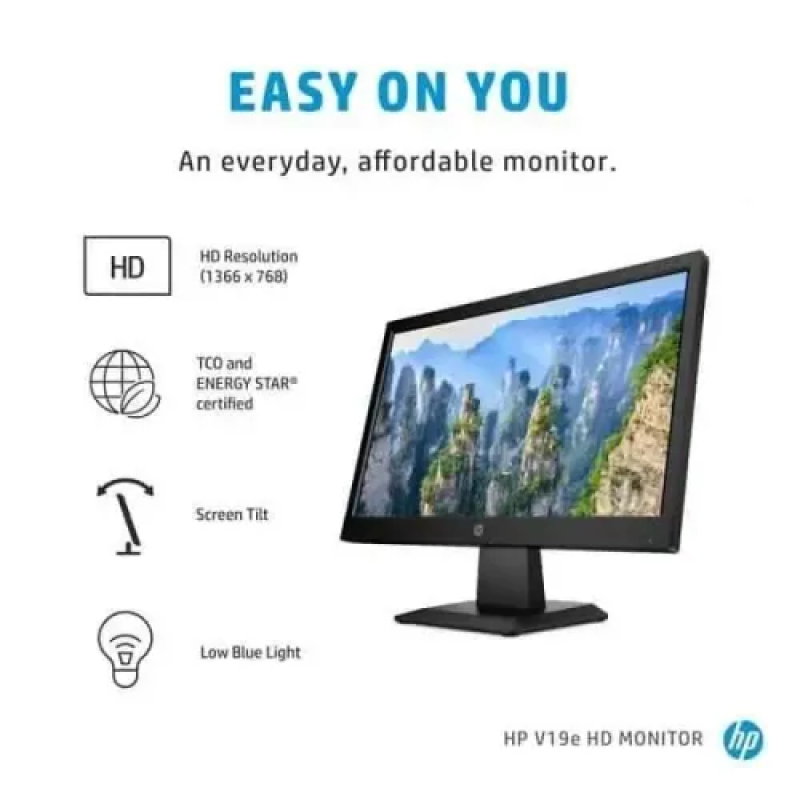 EASY ON YOU
An everyday, affordable monitor.
HD
HD Resolution
(1366 x 768)
TCO and
ENERGY STAR®
certified
Screen Tilt
Low Blue Light
hp
HP V19e HD MONITOR
hp